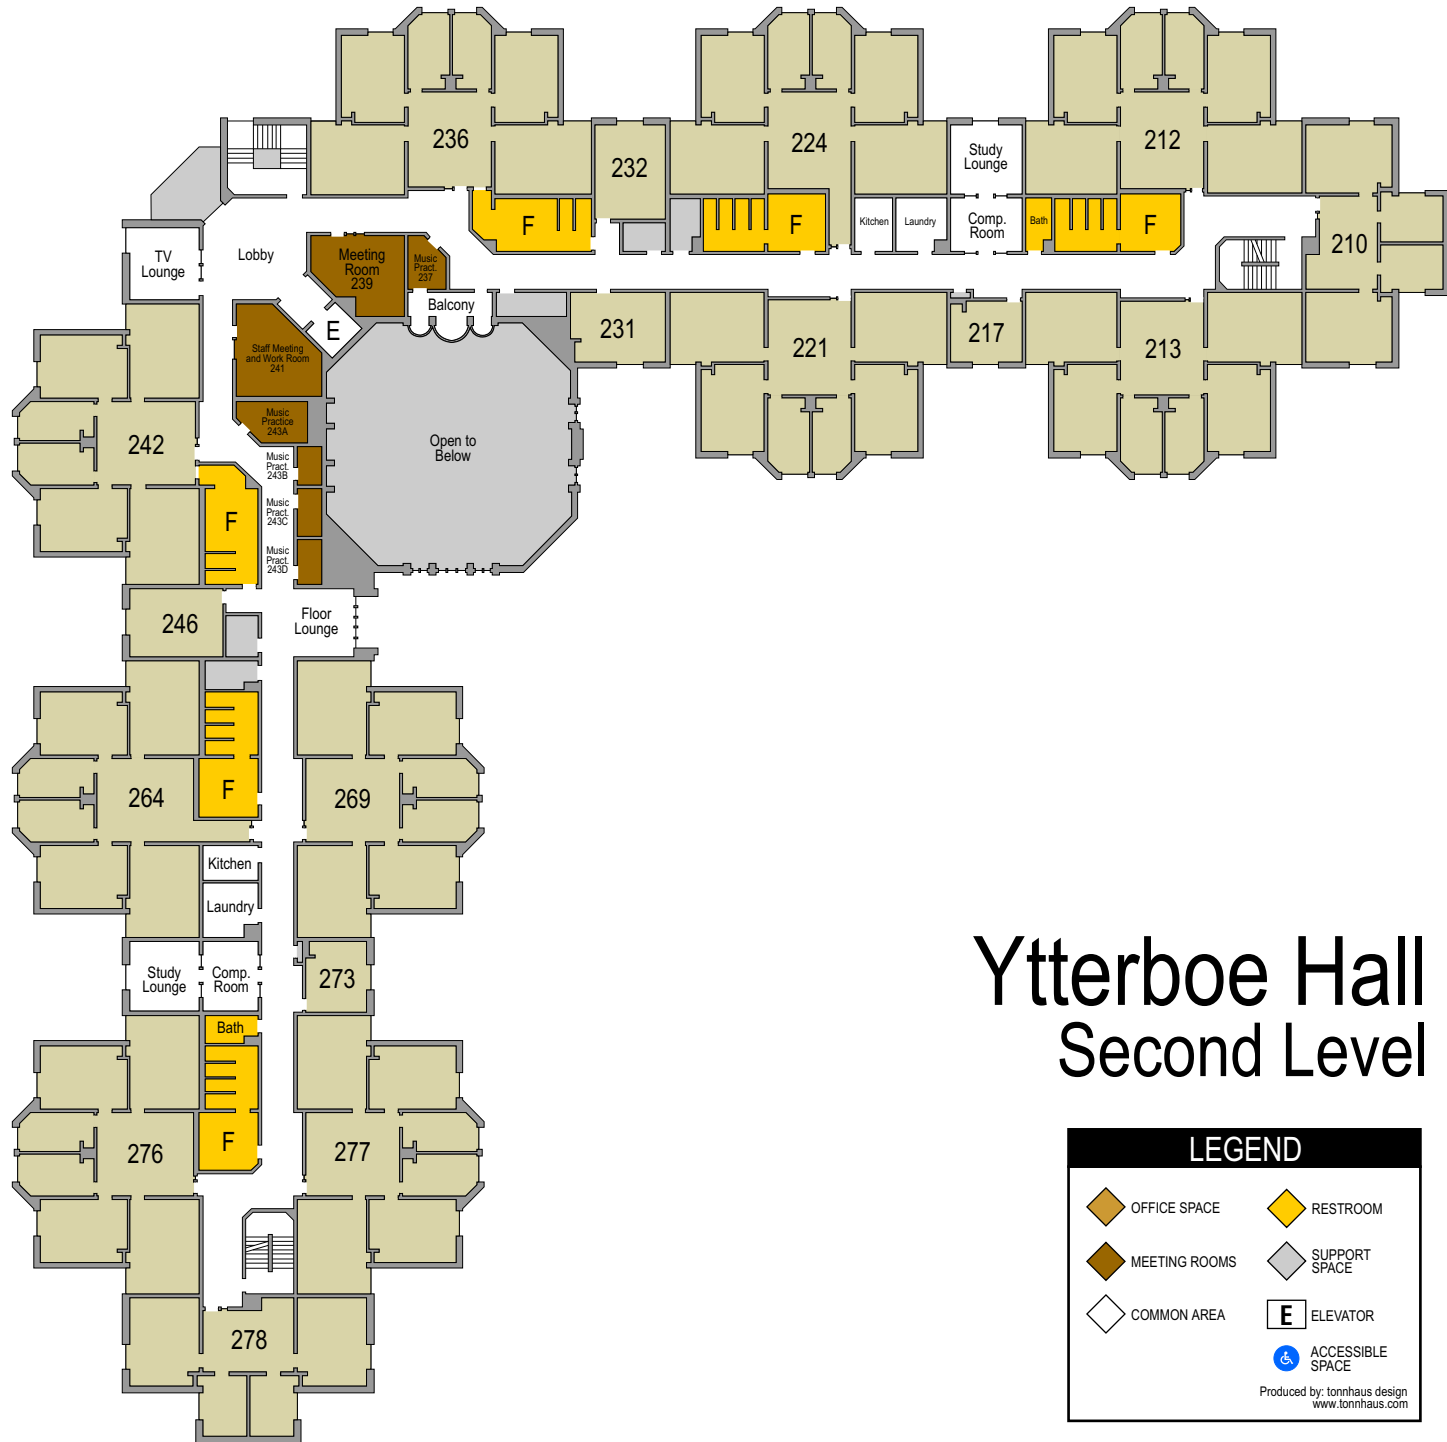 236
224
212
232
Study
Lounge
F
F
Bath
F
Kitchen
Laundry
Comp.
Room
210
TV
Lounge
Lobby
Meeting
Room
239
Music
Pract.
237
Balcony
E
231
221
217
213
Staff Meeting
and Work Room
241
Music
Practice
243A
242
Open to
Below
Music
Pract.
243B
Music
Pract.
243C
F
Music
Pract.
243D
246
Floor
Lounge
264
F
269
Kitchen
Laundry
Study
Lounge
Comp.
Room
273
Bath
276
F
277
278
Ytterboe Hall
Second Level
LEGEND
OFFICE SPACE
RESTROOM
MEETING ROOMS
SUPPORT
SPACE
COMMON AREA
E ELEVATOR
ACCESSIBLE
SPACE
Produced by: tonnhaus design
www.tonnhaus.com